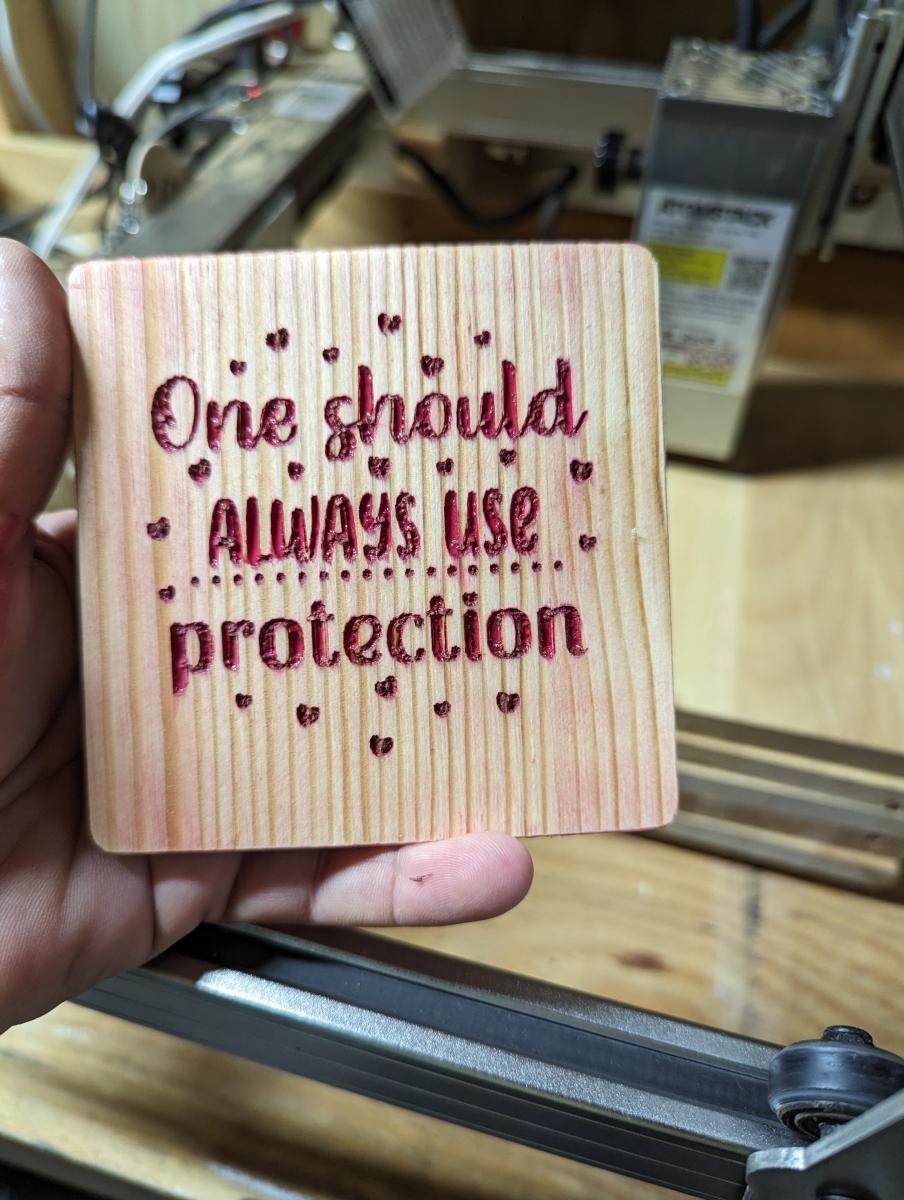 One should
ALWAYS use
protection